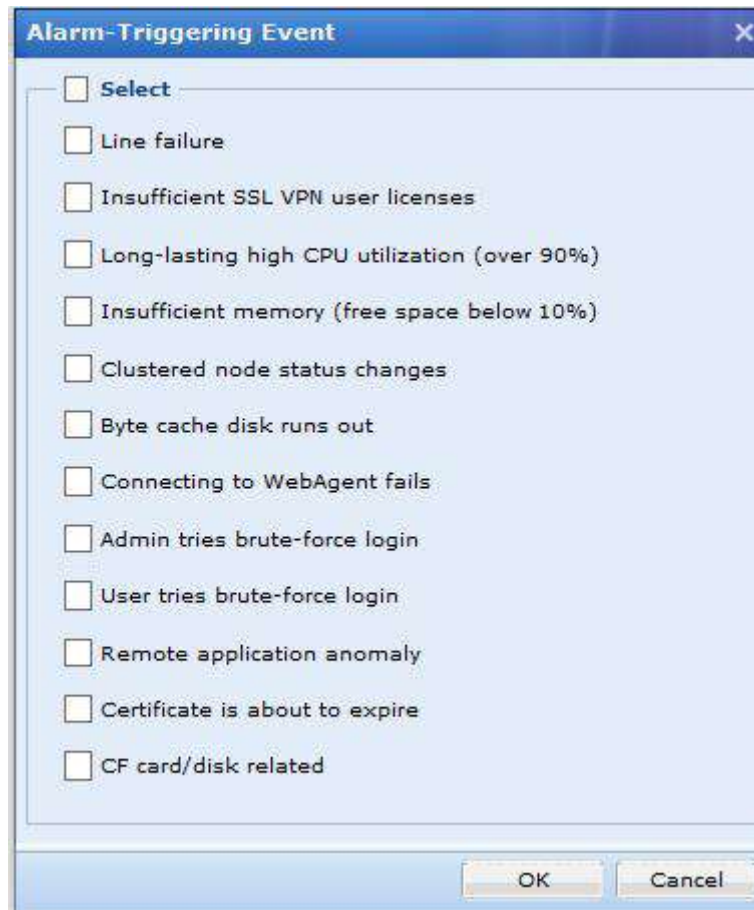 Alarm-Triggering Event
Select
Line failure
Insufficient SSL VPN user licenses
Long-lasting high CPU utilization (over 90%)
Insufficient memory (free space below 10%)
Clustered node status changes
Byte cache disk runs out
Connecting to WebAgent fails
Admin tries brute-force login
User tries brute-force login
Remote application anomaly
Certificate is about to expire
CF card/disk related
OK Cancel